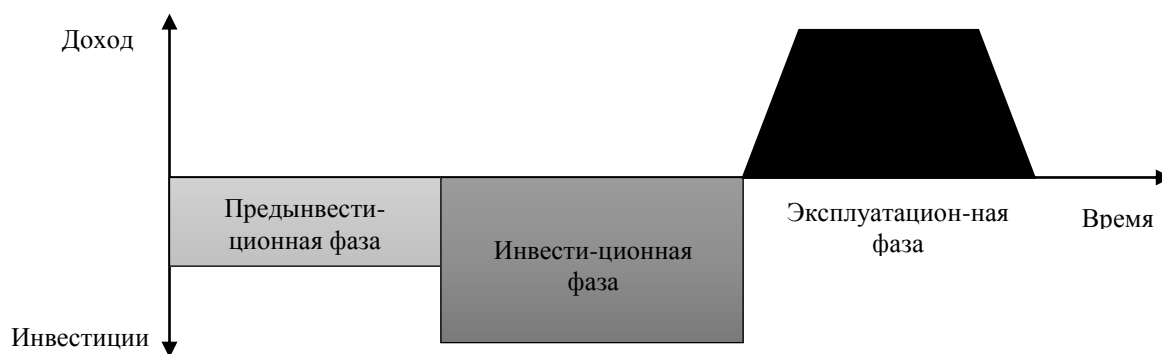 Доход
Предынвести-
ционная фаза
Инвести-ционная
фаза
Эксплуатацион-ная
фаза
Время
Инвестиции